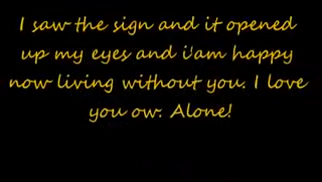 I saw the sign and it opened
up my eyes and i'am happy
now living without you. I love
you ow. Alone!